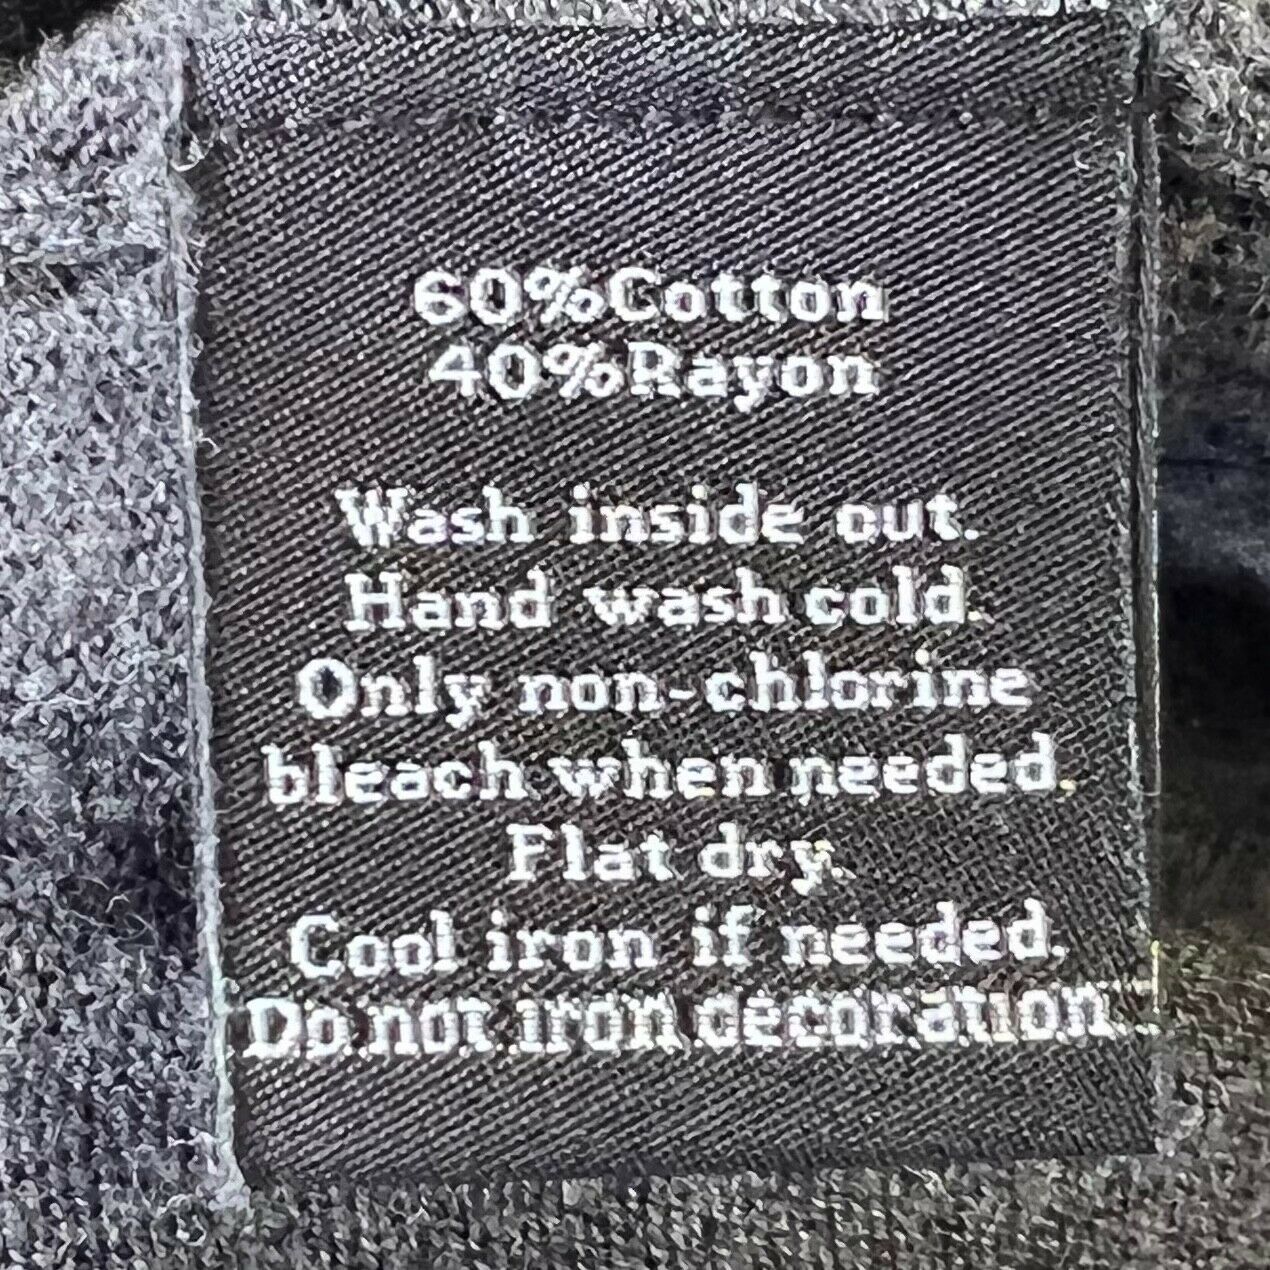 60%Cotton
40%Rayon
Wash inside out.
Hand wash cold.
Only non-chlorine
bleach when needed.
Flat dry.
Cool iron if needed.
Do not iron decoration